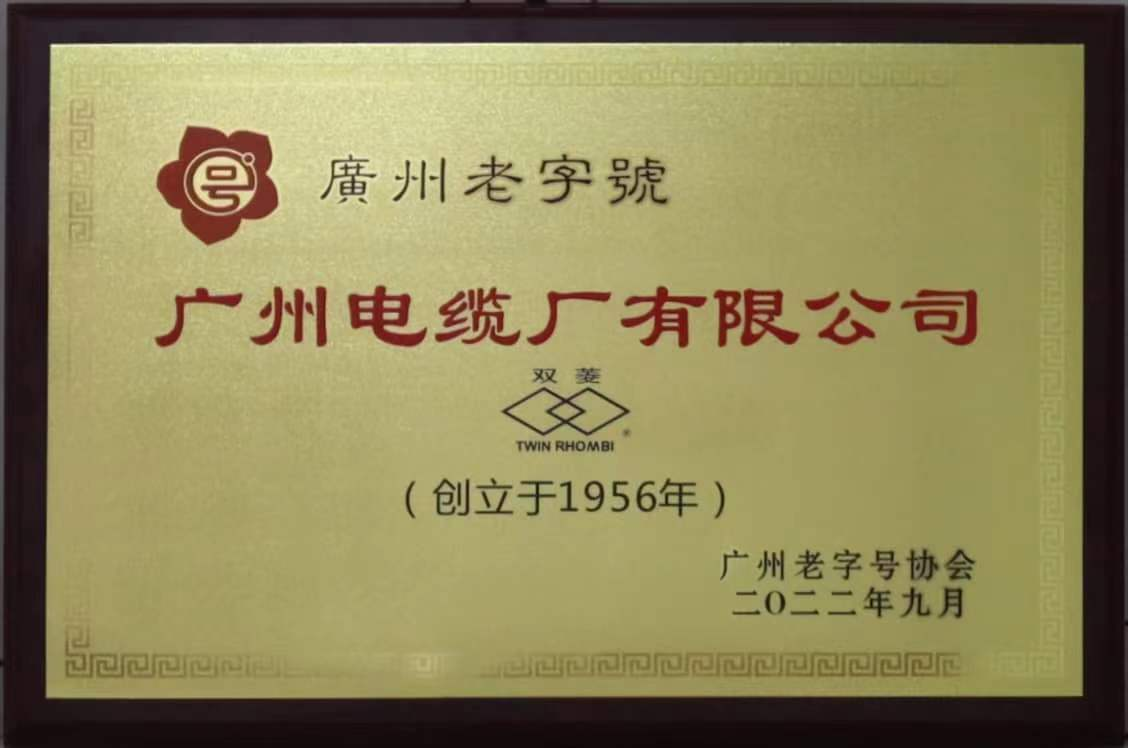 号
廣州老字號
广州电缆厂有限公司
双菱
TWIN RHOMBI ®
（创立于1956年）
广州老字号协会
二〇二二年九月